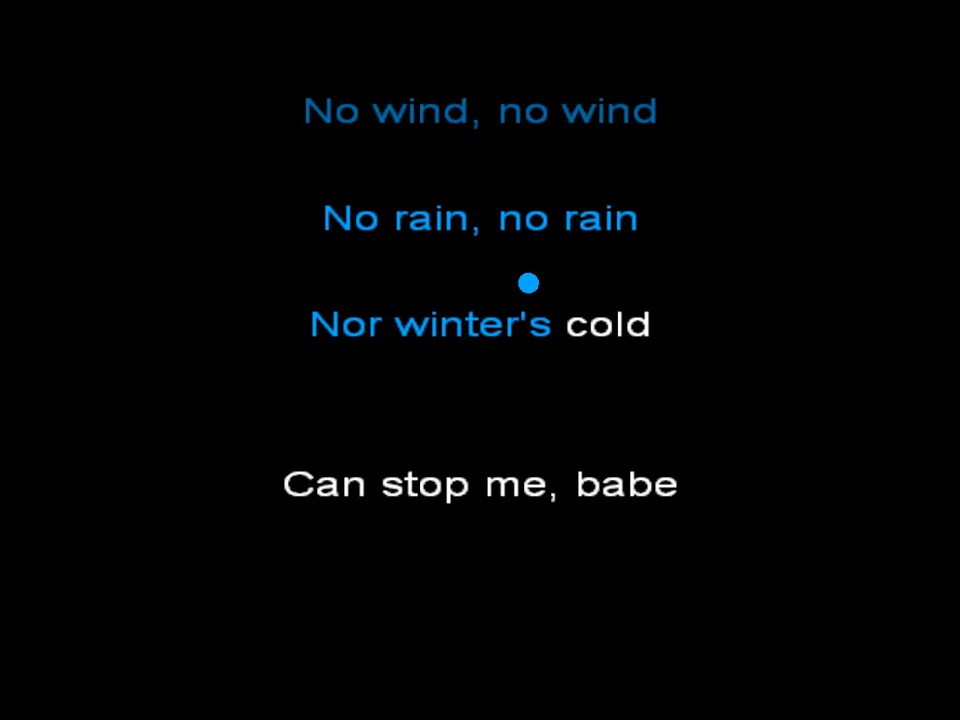 No wind, no wind
No rain, no rain
Nor winter's cold
Can stop me, babe